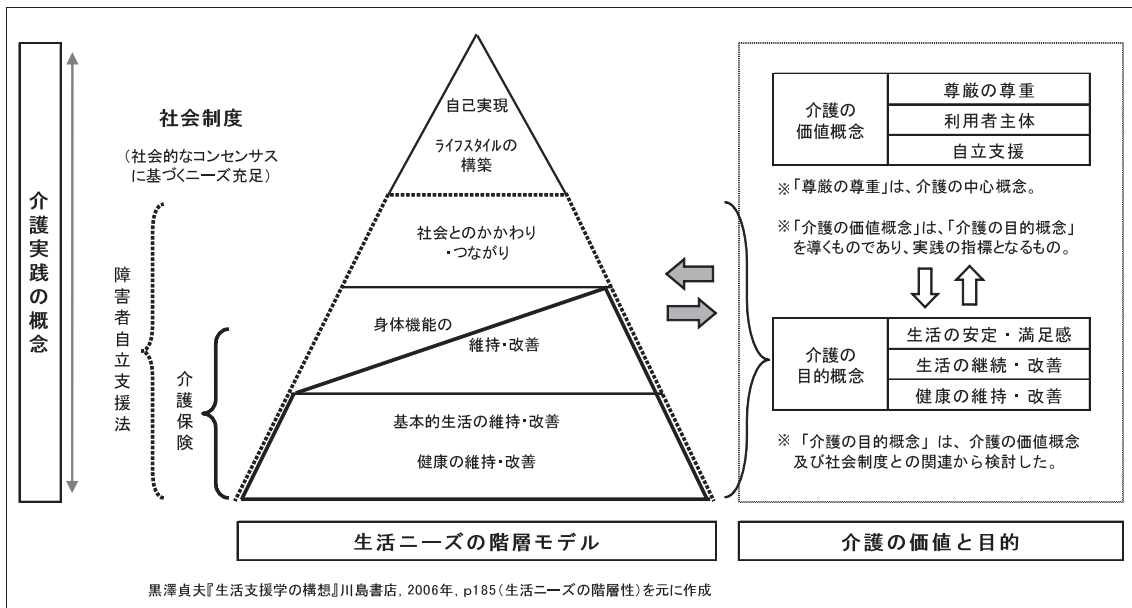 介護実践の概念
社会制度
（社会的なコンセンサス
に基づくニーズ充足）
障害者自立支援法
介護保険
自己実現
ライフスタイルの
構築
社会とのかかわり
・つながり
身体機能の
維持・改善
基本的生活の維持・改善
健康の維持・改善
生活ニーズの階層モデル
介護の
価値概念
尊厳の尊重
利用者主体
自立支援
※「尊厳の尊重」は、介護の中心概念。
※「介護の価値概念」は、「介護の目的概念」
を導くものであり、実践の指標となるもの。
介護の
目的概念
生活の安定・満足感
生活の継続・改善
健康の維持・改善
※ 「介護の目的概念」は、介護の価値概念
及び社会制度との関連から検討した。
介護の価値と目的
黒澤貞夫『生活支援学の構想』川島書店, 2006年, p185（生活ニーズの階層性）を元に作成